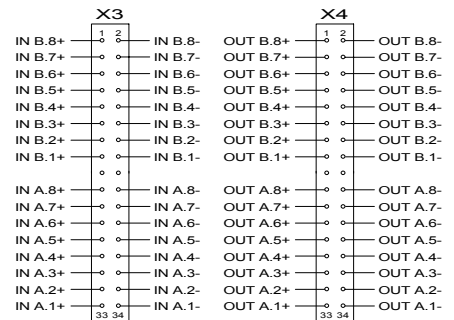 X3 X4
1 2 1 2
IN B.8+ IN B.8- OUT B.8+ OUT B.8-
IN B.7+ IN B.7- OUT B.7+ OUT B.7-
IN B.6+ IN B.6- OUT B.6+ OUT B.6-
IN B.5+ IN B.5- OUT B.5+ OUT B.5-
IN B.4+ IN B.4- OUT B.4+ OUT B.4-
IN B.3+ IN B.3- OUT B.3+ OUT B.3-
IN B.2+ IN B.2- OUT B.2+ OUT B.2-
IN B.1+ IN B.1- OUT B.1+ OUT B.1-
IN A.8+ IN A.8- OUT A.8+ OUT A.8-
IN A.7+ IN A.7- OUT A.7+ OUT A.7-
IN A.6+ IN A.6- OUT A.6+ OUT A.6-
IN A.5+ IN A.5- OUT A.5+ OUT A.5-
IN A.4+ IN A.4- OUT A.4+ OUT A.4-
IN A.3+ IN A.3- OUT A.3+ OUT A.3-
IN A.2+ IN A.2- OUT A.2+ OUT A.2-
IN A.1+ IN A.1- OUT A.1+ OUT A.1-
33 34 33 34